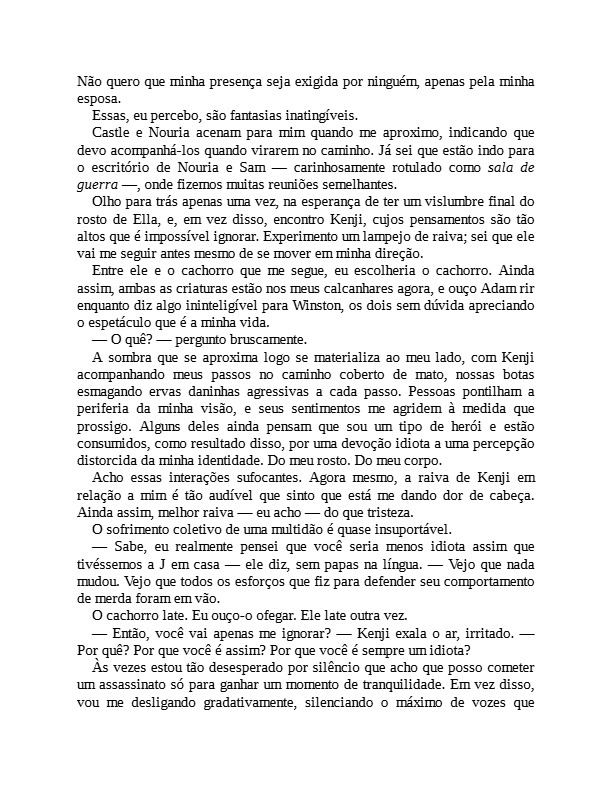 Não quero que minha presença seja exigida por ninguém, apenas pela minha
esposa.
Essas, eu percebo, são fantasias inatingíveis.
Castle e Nouria acenam para mim quando me aproximo, indicando que
devo acompanhá-los quando virarem no caminho. Já sei que estão indo para
o escritório de Nouria e Sam — carinhosamente rotulado como sala de
guerra —, onde fizemos muitas reuniões semelhantes.
Olho para trás apenas uma vez, na esperança de ter um vislumbre final do
rosto de Ella, e, em vez disso, encontro Kenji, cujos pensamentos são tão
altos que é impossível ignorar. Experimento um lampejo de raiva; sei que ele
vai me seguir antes mesmo de se mover em minha direção.
Entre ele e o cachorro que me segue, eu escolheria o cachorro. Ainda
assim, ambas as criaturas estão nos meus calcanhares agora, e ouço Adam rir
enquanto diz algo ininteligível para Winston, os dois sem dúvida apreciando
o espetáculo que é a minha vida.
— O quê? — pergunto bruscamente.
A sombra que se aproxima logo se materializa ao meu lado, com Kenji
acompanhando meus passos no caminho coberto de mato, nossas botas
esmagando ervas daninhas agressivas a cada passo. Pessoas pontilham a
periferia da minha visão, e seus sentimentos me agridem à medida que
prossigo. Alguns deles ainda pensam que sou um tipo de herói e estão
consumidos, como resultado disso, por uma devoção idiota a uma percepção
distorcida da minha identidade. Do meu rosto. Do meu corpo.
Acho essas interações sufocantes. Agora mesmo, a raiva de Kenji em
relação a mim é tão audível que sinto que está me dando dor de cabeça.
Ainda assim, melhor raiva — eu acho — do que tristeza.
O sofrimento coletivo de uma multidão é quase insuportável.
— Sabe, eu realmente pensei que você seria menos idiota assim que
tivéssemos a J em casa — ele diz, sem papas na língua. — Vejo que nada
mudou. Vejo que todos os esforços que fiz para defender seu comportamento
de merda foram em vão.
O cachorro late. Eu ouço-o ofegar. Ele late outra vez.
— Então, você vai apenas me ignorar? — Kenji exala o ar, irritado. —
Por quê? Por que você é assim? Por que você é sempre um idiota?
Às vezes estou tão desesperado por silêncio que acho que posso cometer
um assassinato só para ganhar um momento de tranquilidade. Em vez disso,
vou me desligando gradativamente, silenciando o máximo de vozes que